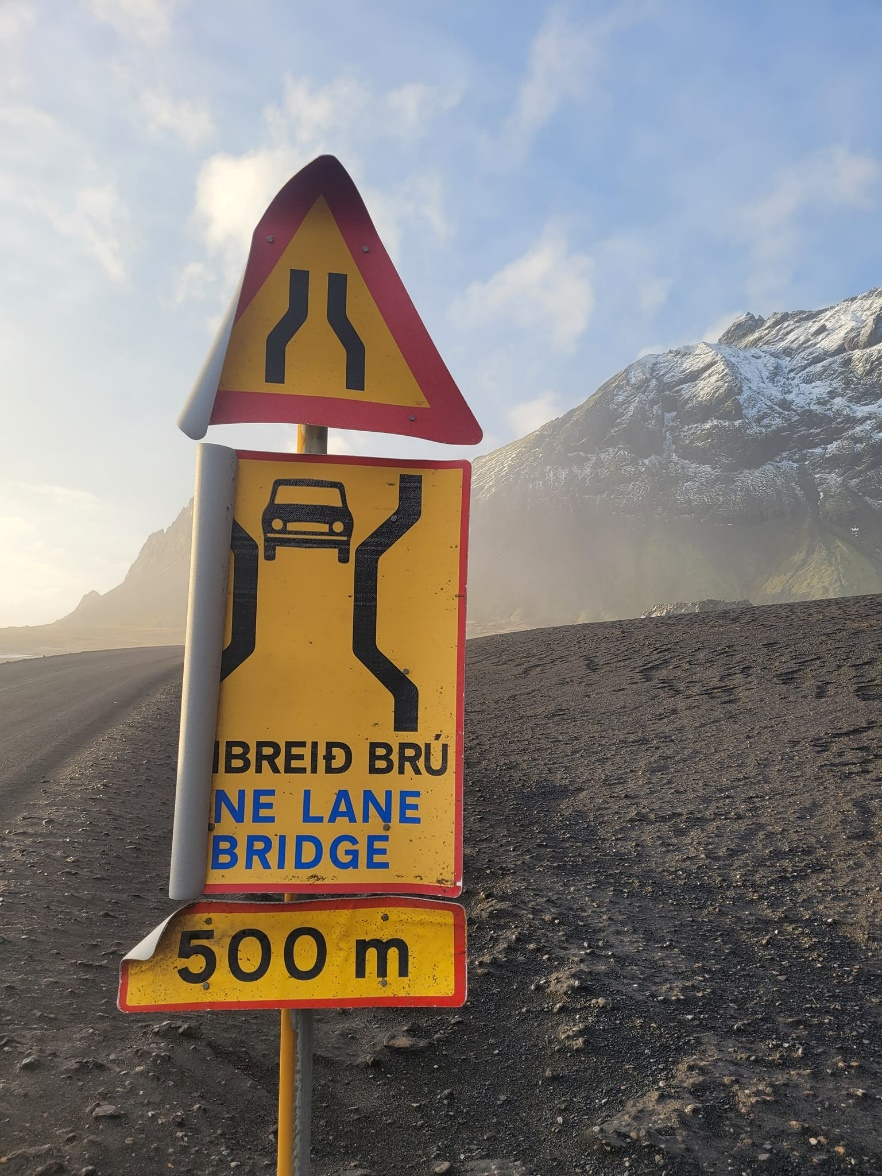 IBREIÐ BRÚ
NE LANE
BRIDGE
500 m